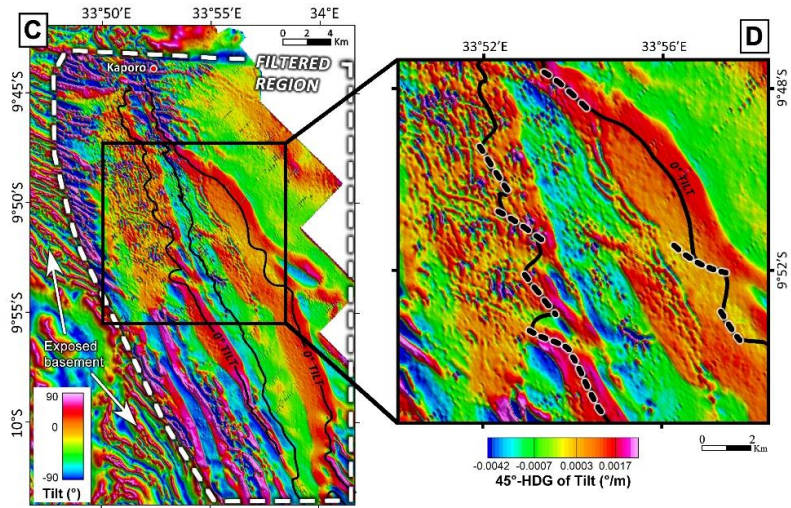 C
33°50'E
33°55'E
34°E
0 2 4
Km
Kaporo
FILTERED
REGION
9°45'S
9°50'S
9°55'S
10°S
Exposed
basement
0° TILT
0° TILT
90
0
-90
Tilt (°)
D
33°52'E
33°56'E
9°48'S
9°52'S
0° TILT
0 2
Km
-0.0042 -0.0007 0.0003 0.0017
45°-HDG of Tilt (°/m)